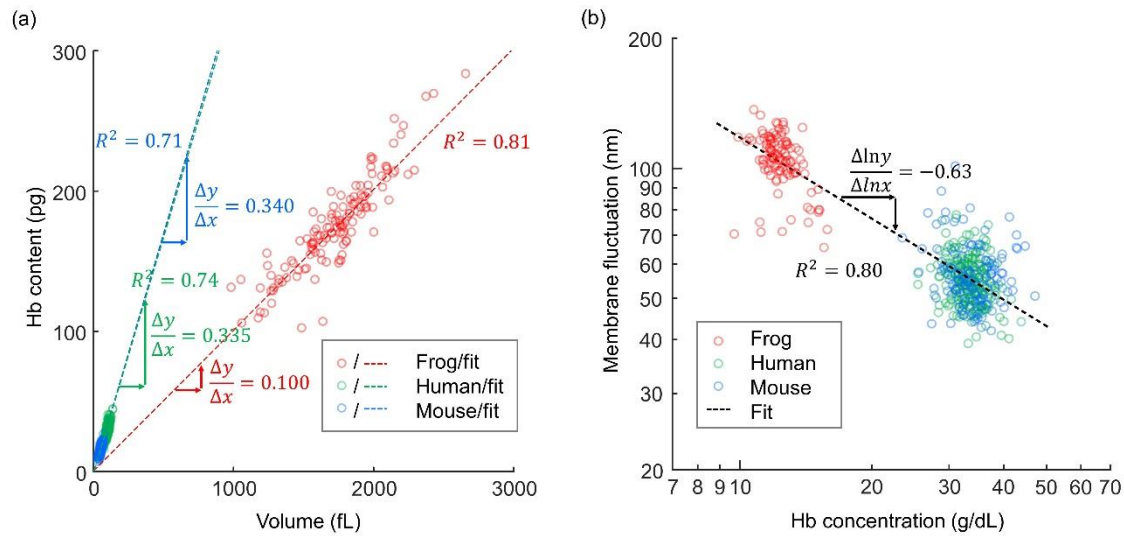 (a)
Hb content (pg)
300
200
100
0
0 1000 2000 3000
Volume (fL)
R² = 0.71
Δy/Δx = 0.340
R² = 0.74
Δy/Δx = 0.335
R² = 0.81
Δy/Δx = 0.100
/ Frog/fit
/ Human/fit
/ Mouse/fit
(b)
Membrane fluctuation (nm)
200
100
90
80
70
60
50
40
30
20
7 8 9 10 20 30 40 50 60 70
Hb concentration (g/dL)
Δlny/Δlnx = −0.63
R² = 0.80
Frog
Human
Mouse
Fit